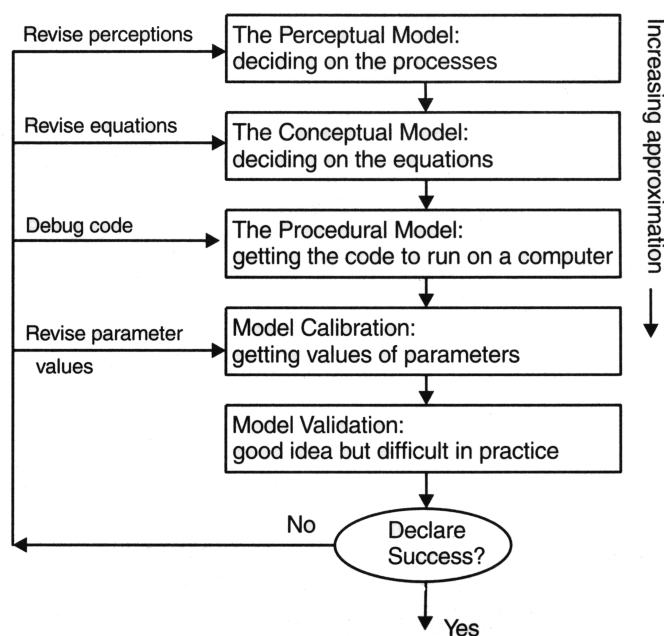 Revise perceptions
The Perceptual Model:
deciding on the processes
Revise equations
The Conceptual Model:
deciding on the equations
Debug code
The Procedural Model:
getting the code to run on a computer
Revise parameter
values
Model Calibration:
getting values of parameters
Model Validation:
good idea but difficult in practice
No
Declare
Success?
Yes
Increasing approximation